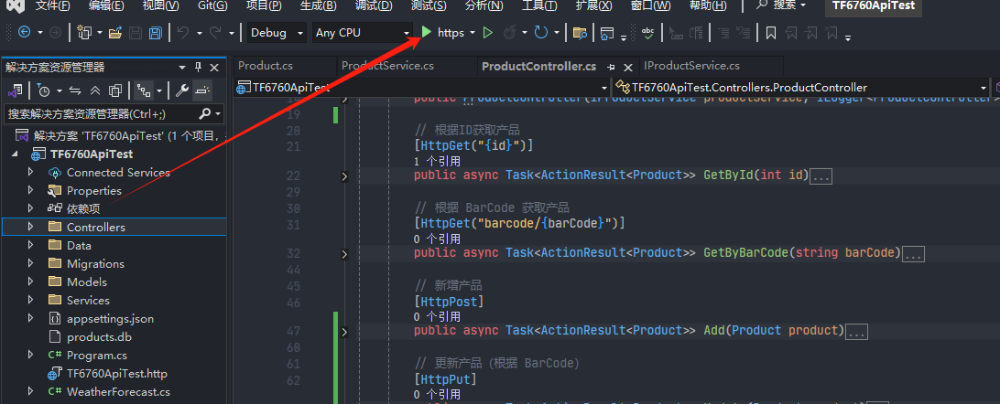 文件(F) 编辑(E) 视图(V) Git(G) 项目(P) 生成(B) 调试(D) 测试(S) 分析(N) 工具(T) 扩展(X) 窗口(W) 帮助(H) 搜索 TF6760ApiTest
Debug Any CPU https
解决方案资源管理器
搜索解决方案资源管理器(Ctrl+;)
解决方案 'TF6760ApiTest' (1 个项目,
TF6760ApiTest
Connected Services
Properties
依赖项
Controllers
Data
Migrations
Models
Services
appsettings.json
products.db
Program.cs
TF6760ApiTest.http
WeatherForecast.cs
Product.cs ProductService.cs ProductController.cs IProductService.cs
TF6760ApiTest TF6760ApiTest.Controllers.ProductController
18 public ProductController(IProductService productService, ILogger<ProductController>
19
20 // 根据ID获取产品
21 [HttpGet("{id}")]
1 个引用
22 public async Task<ActionResult<Product>> GetById(int id)...
29
30 // 根据 BarCode 获取产品
31 [HttpGet("barcode/{barCode}")]
0 个引用
32 public async Task<ActionResult<Product>> GetByBarCode(string barCode)...
44
45 // 新增产品
46 [HttpPost]
0 个引用
47 public async Task<ActionResult<Product>> Add(Product product)...
60
61 // 更新产品（根据 BarCode）
62 [HttpPut]
0 个引用